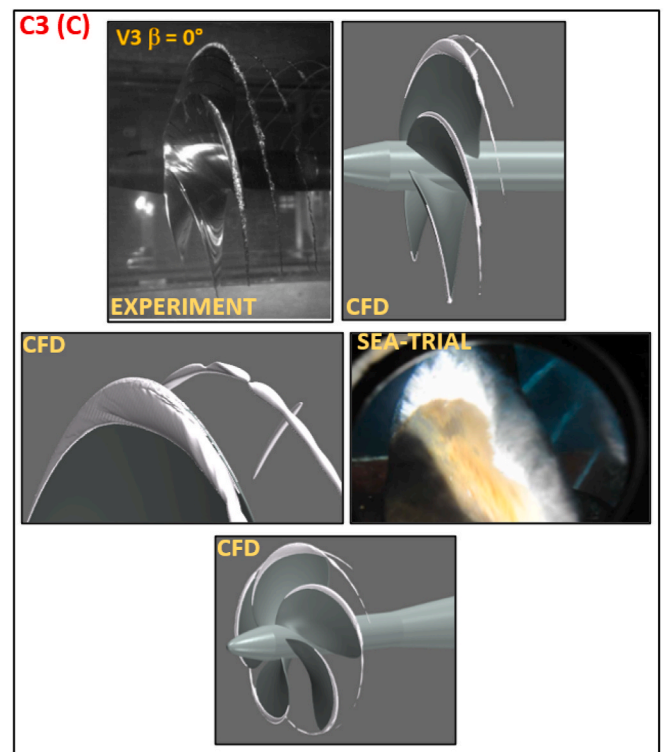 C3 (C)
V3 β = 0°
EXPERIMENT
CFD
CFD
SEA-TRIAL
CFD